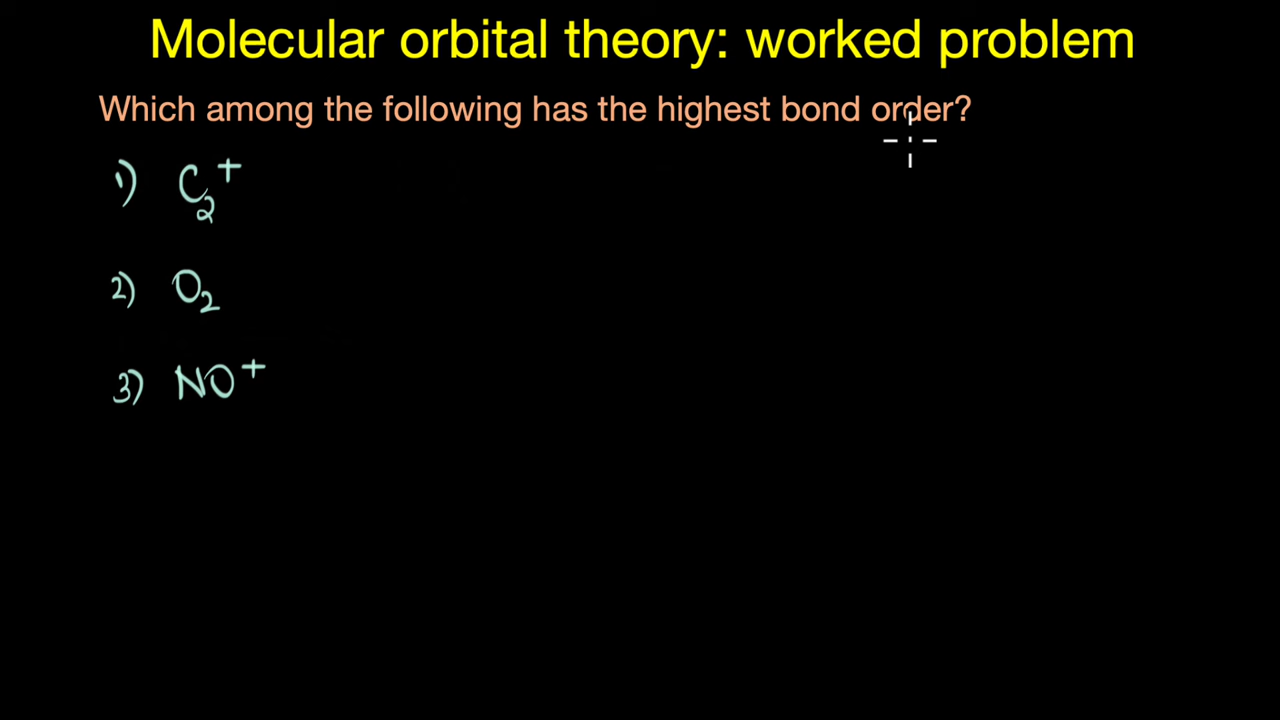 Molecular orbital theory: worked problem
Which among the following has the highest bond order?
1) C₂⁺
2) O₂
3) NO⁺